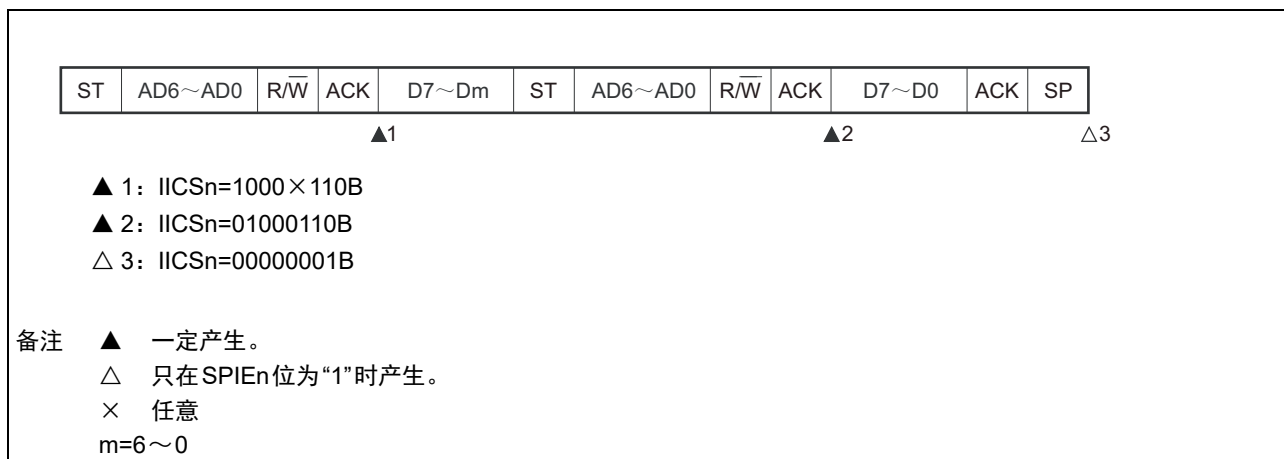 ST AD6～AD0 R/W̅ ACK D7～Dm ST AD6～AD0 R/W̅ ACK D7～D0 ACK SP
▲1 ▲2 △3
▲ 1：IICSn=1000×110B
▲ 2：IICSn=01000110B
△ 3：IICSn=00000001B
备注 ▲ 一定产生。
△ 只在SPIEn位为“1”时产生。
× 任意
m=6～0